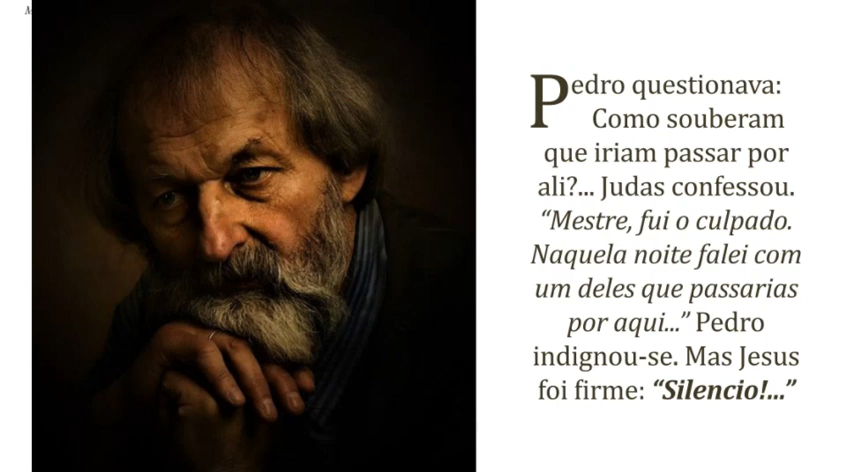 Pedro questionava:
Como souberam
que iriam passar por
ali?... Judas confessou.
“Mestre, fui o culpado.
Naquela noite falei com
um deles que passarias
por aqui...” Pedro
indignou-se. Mas Jesus
foi firme: “Silencio!...”